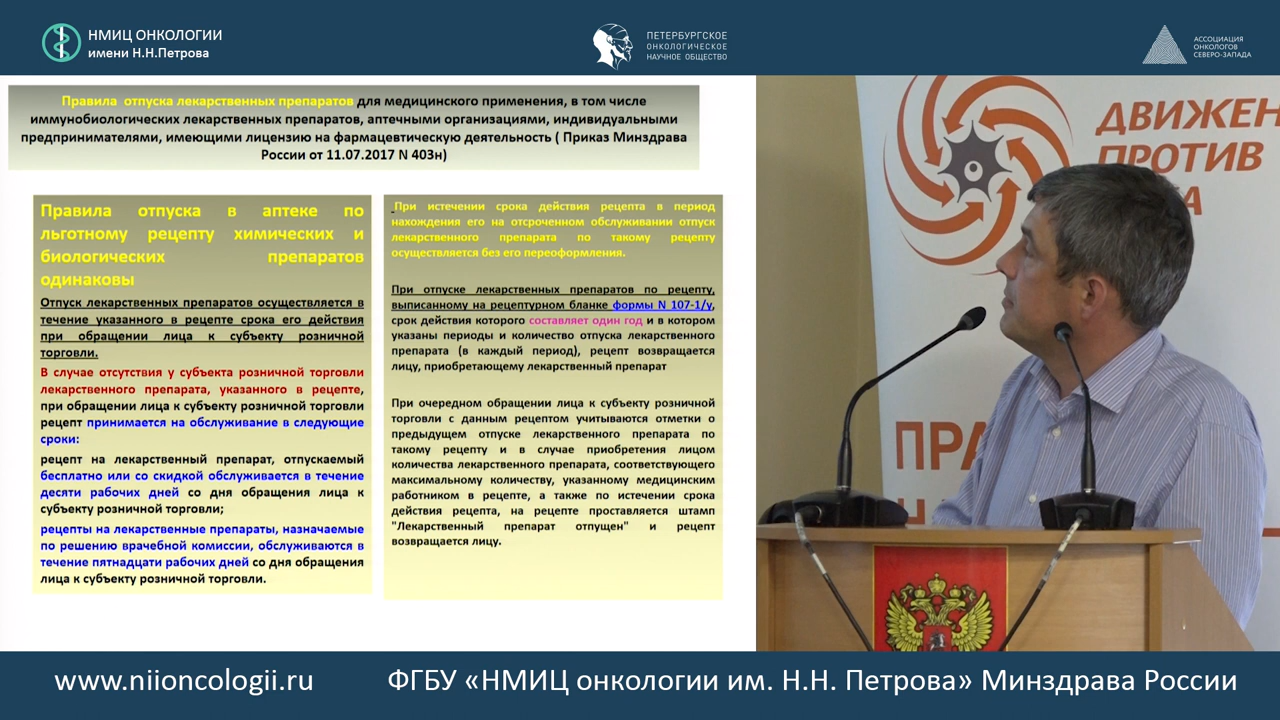 НМИЦ ОНКОЛОГИИ
имени Н.Н.Петрова
ПЕТЕРБУРГСКОЕ
ОНКОЛОГИЧЕСКОЕ
НАУЧНОЕ ОБЩЕСТВО
АССОЦИАЦИЯ
ОНКОЛОГОВ
СЕВЕРО-ЗАПАДА
Правила отпуска лекарственных препаратов для медицинского применения, в том числе
иммунобиологических лекарственных препаратов, аптечными организациями, индивидуальными
предпринимателями, имеющими лицензию на фармацевтическую деятельность ( Приказ Минздрава
России от 11.07.2017 N 403н)
Правила отпуска в аптеке по
льготному рецепту химических и
биологических препаратов
одинаковы
Отпуск лекарственных препаратов осуществляется в
течение указанного в рецепте срока его действия
при обращении лица к субъекту розничной
торговли.
В случае отсутствия у субъекта розничной торговли
лекарственного препарата, указанного в рецепте,
при обращении лица к субъекту розничной торговли
рецепт принимается на обслуживание в следующие
сроки:
рецепт на лекарственный препарат, отпускаемый
бесплатно или со скидкой обслуживается в течение
десяти рабочих дней со дня обращения лица к
субъекту розничной торговли;
рецепты на лекарственные препараты, назначаемые
по решению врачебной комиссии, обслуживаются в
течение пятнадцати рабочих дней со дня обращения
лица к субъекту розничной торговли.
При истечении срока действия рецепта в период
нахождения его на отсроченном обслуживании отпуск
лекарственного препарата по такому рецепту
осуществляется без его переоформления.
При отпуске лекарственных препаратов по рецепту,
выписанному на рецептурном бланке формы N 107-1/у,
срок действия которого составляет один год и в котором
указаны периоды и количество отпуска лекарственного
препарата (в каждый период), рецепт возвращается
лицу, приобретающему лекарственный препарат
При очередном обращении лица к субъекту розничной
торговли с данным рецептом учитываются отметки о
предыдущем отпуске лекарственного препарата по
такому рецепту и в случае приобретения лицом
количества лекарственного препарата, соответствующего
максимальному количеству, указанному медицинским
работником в рецепте, а также по истечении срока
действия рецепта, на рецепте проставляется штамп
"Лекарственный препарат отпущен" и рецепт
возвращается лицу.
ДВИЖЕН
ПРОТИВ
ПРА
www.niioncologii.ru
ФГБУ «НМИЦ онкологии им. Н.Н. Петрова» Минздрава России